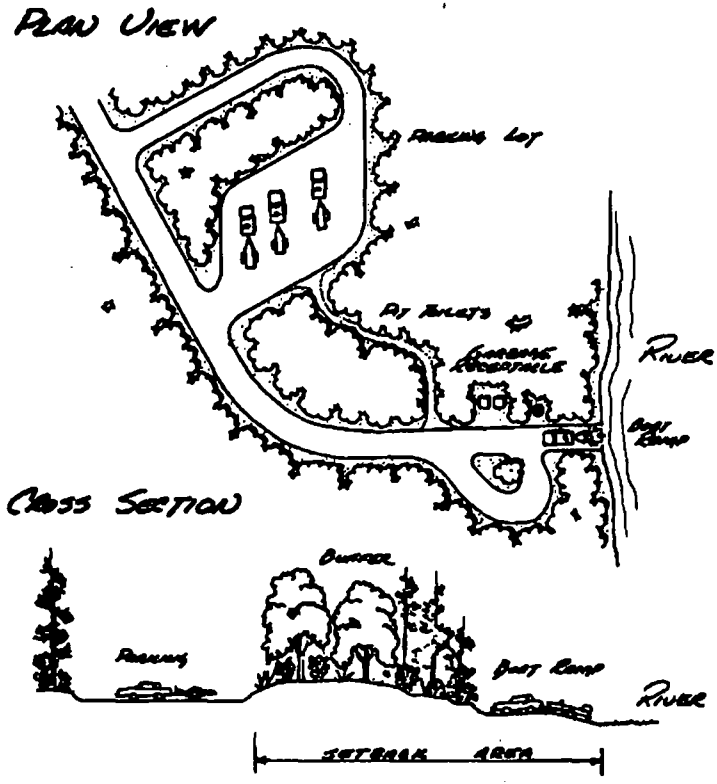 PLAN VIEW
PARKING LOT
PIT TOILETS
GARBAGE
RECEPTACLE
RIVER
BOAT
RAMP
CROSS SECTION
BUFFER
PARKING
BOAT RAMP
RIVER
SETBACK AREA